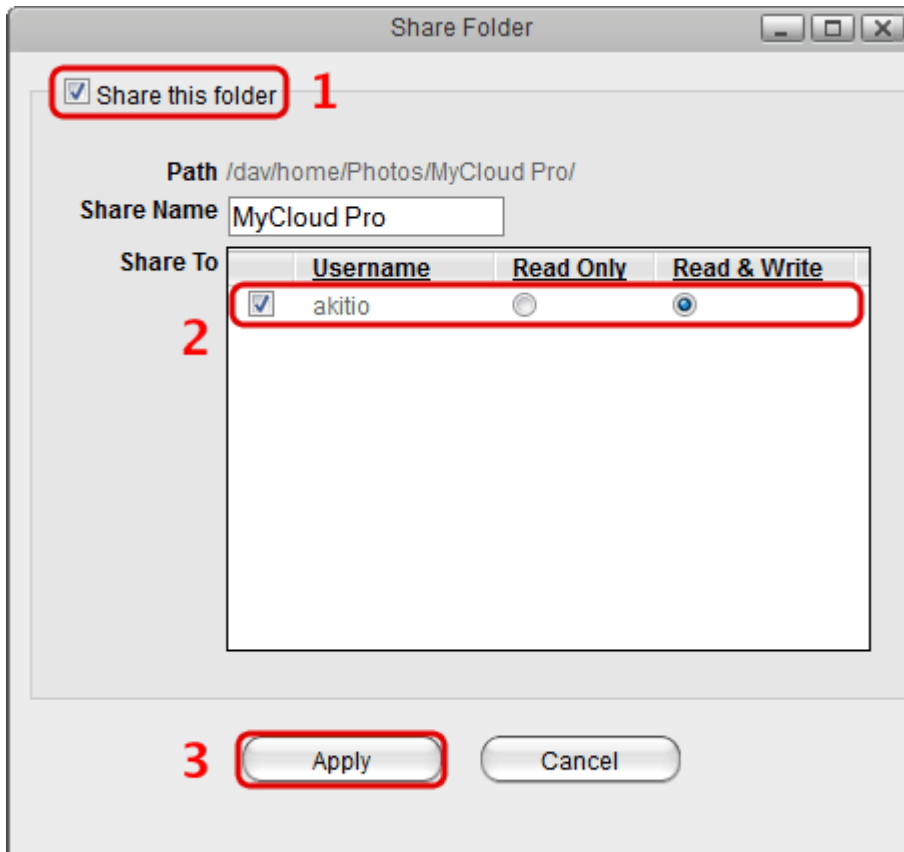 Share Folder
Share this folder 1
Path /dav/home/Photos/MyCloud Pro/
Share Name MyCloud Pro
Share To
Username Read Only Read & Write
akitio
2
3 Apply Cancel